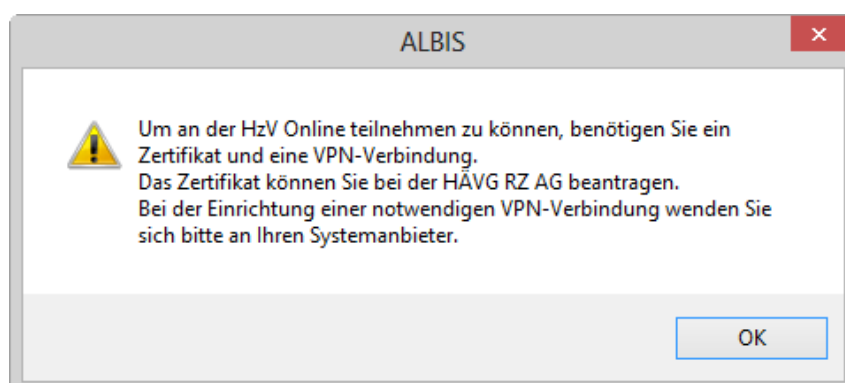 ALBIS
Um an der HzV Online teilnehmen zu können, benötigen Sie ein
Zertifikat und eine VPN-Verbindung.
Das Zertifikat können Sie bei der HÄVG RZ AG beantragen.
Bei der Einrichtung einer notwendigen VPN-Verbindung wenden Sie
sich bitte an Ihren Systemanbieter.
OK